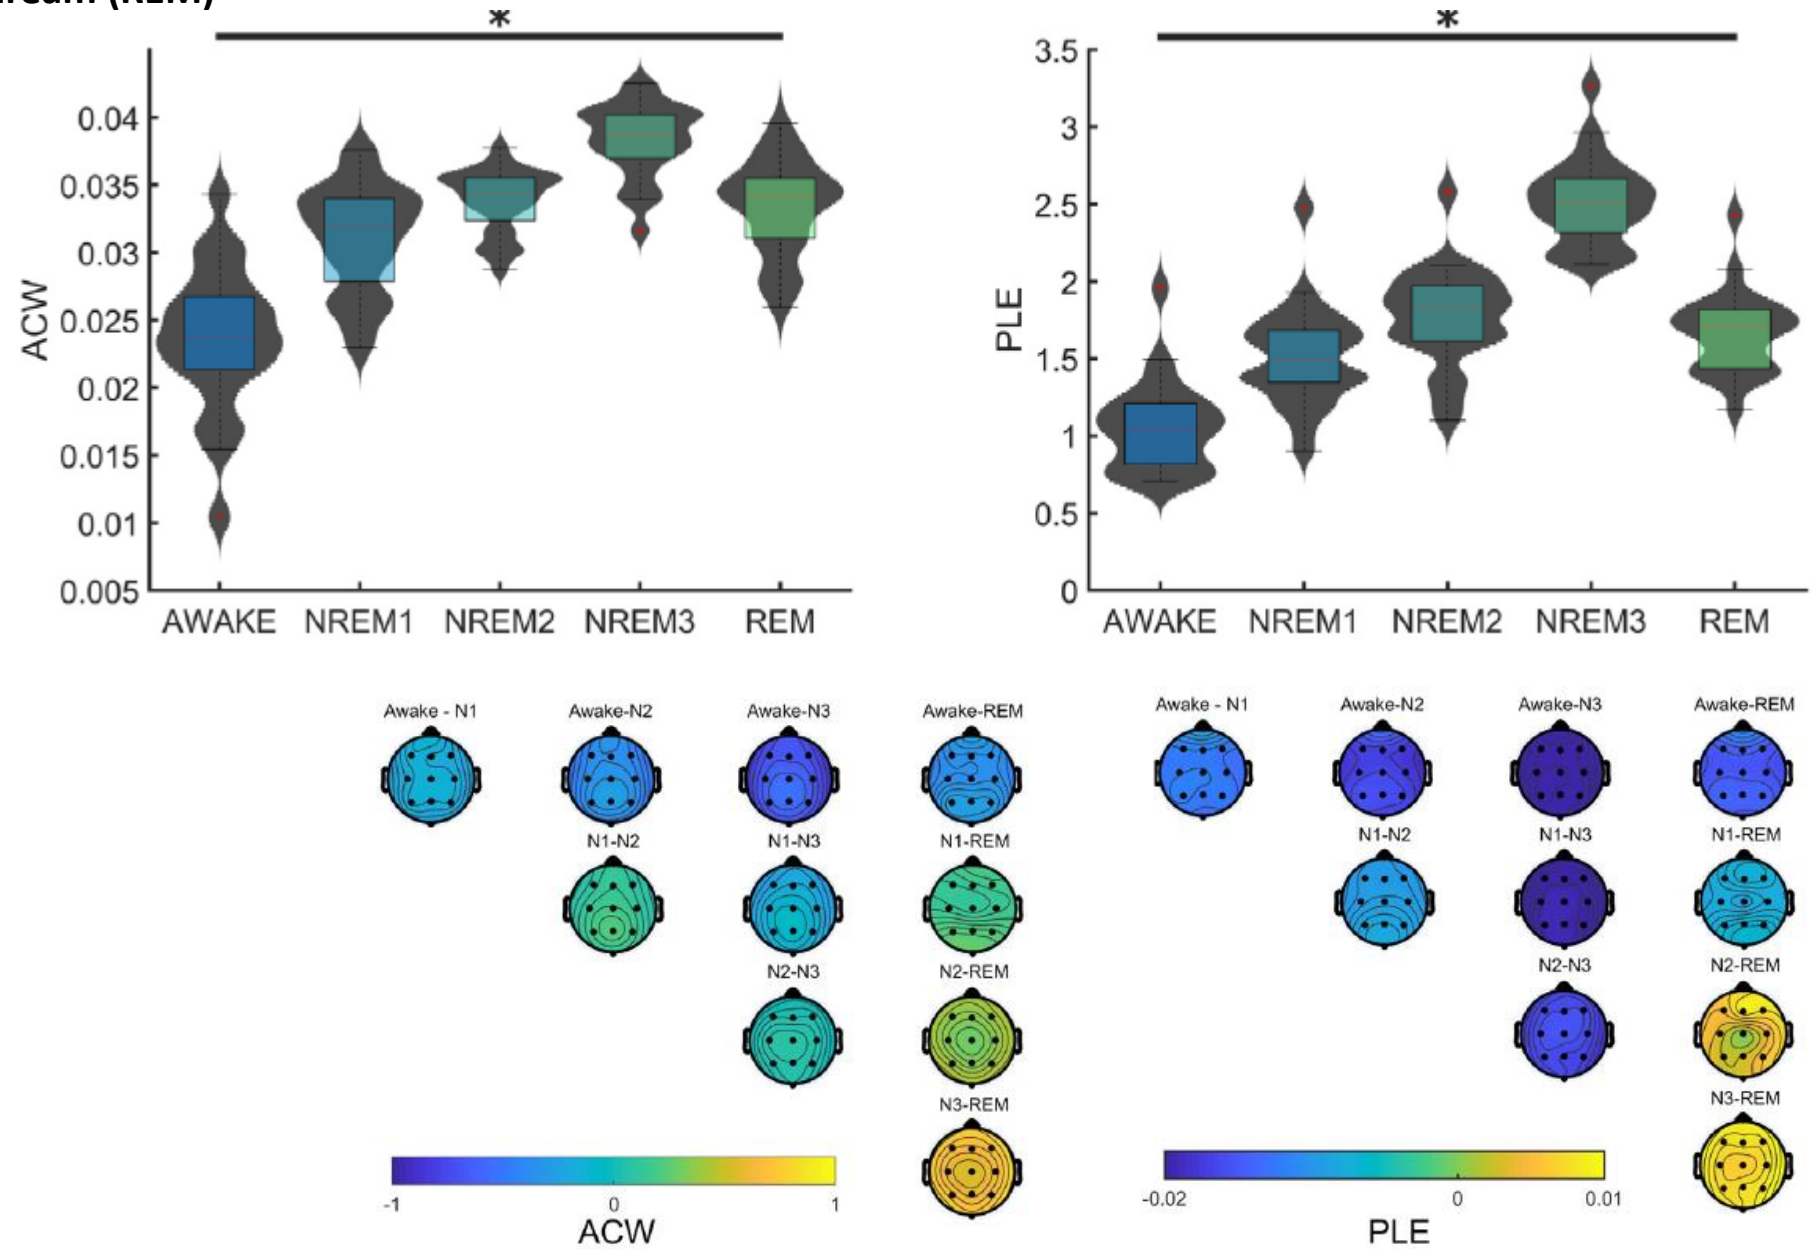 (REM)
*
0.04
0.035
0.03
0.025
0.02
0.015
0.01
0.005
ACW
AWAKE NREM1 NREM2 NREM3 REM
*
3.5
3
2.5
2
1.5
1
0.5
0
PLE
AWAKE NREM1 NREM2 NREM3 REM
Awake - N1 Awake-N2 Awake-N3 Awake-REM
N1-N2 N1-N3 N1-REM
N2-N3 N2-REM
N3-REM
-1 0 1
ACW
Awake - N1 Awake-N2 Awake-N3 Awake-REM
N1-N2 N1-N3 N1-REM
N2-N3 N2-REM
N3-REM
-0.02 0 0.01
PLE